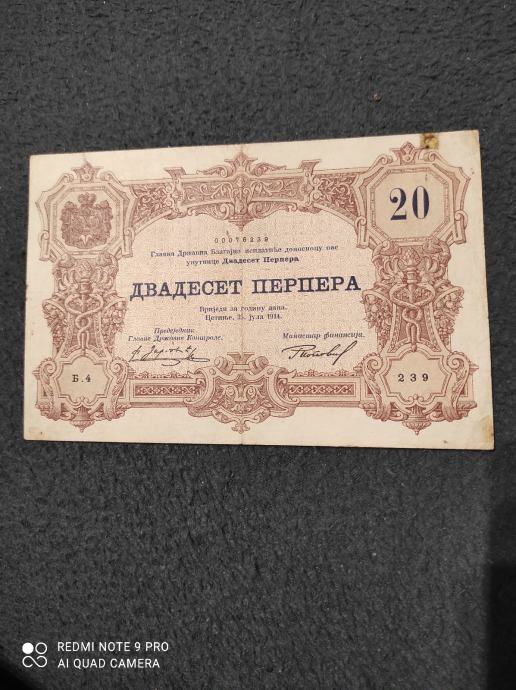 20
00076239
Главна Државна Благајна исплатиће доносиоцу ове
упутнице Двадесет Перпера
ДВАДЕСЕТ ПЕРПЕРА
Вриједи за годину дана.
Цетиње, 25. јула 1914.
Предсједник
Главне Државне Контроле.
Министар финансија.
Б.4
239
REDMI NOTE 9 PRO
AI QUAD CAMERA